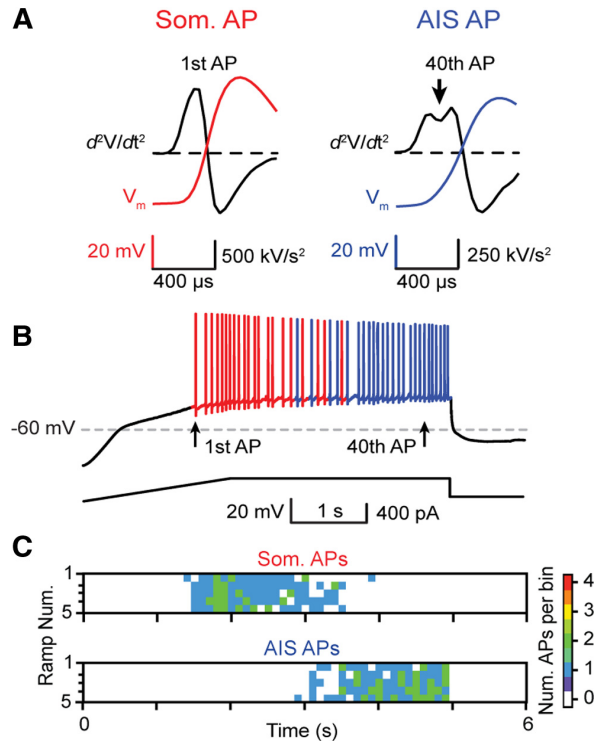 A
Som. AP
AIS AP
1st AP
40th AP
d²V/dt²
d²V/dt²
Vm
Vm
20 mV
500 kV/s²
20 mV
250 kV/s²
400 µs
400 µs
B
-60 mV
1st AP
40th AP
20 mV
1 s
400 pA
C
Som. APs
1
5
AIS APs
1
5
Ramp Num.
0
6
Time (s)
4
3
2
1
0
Num. APs per bin